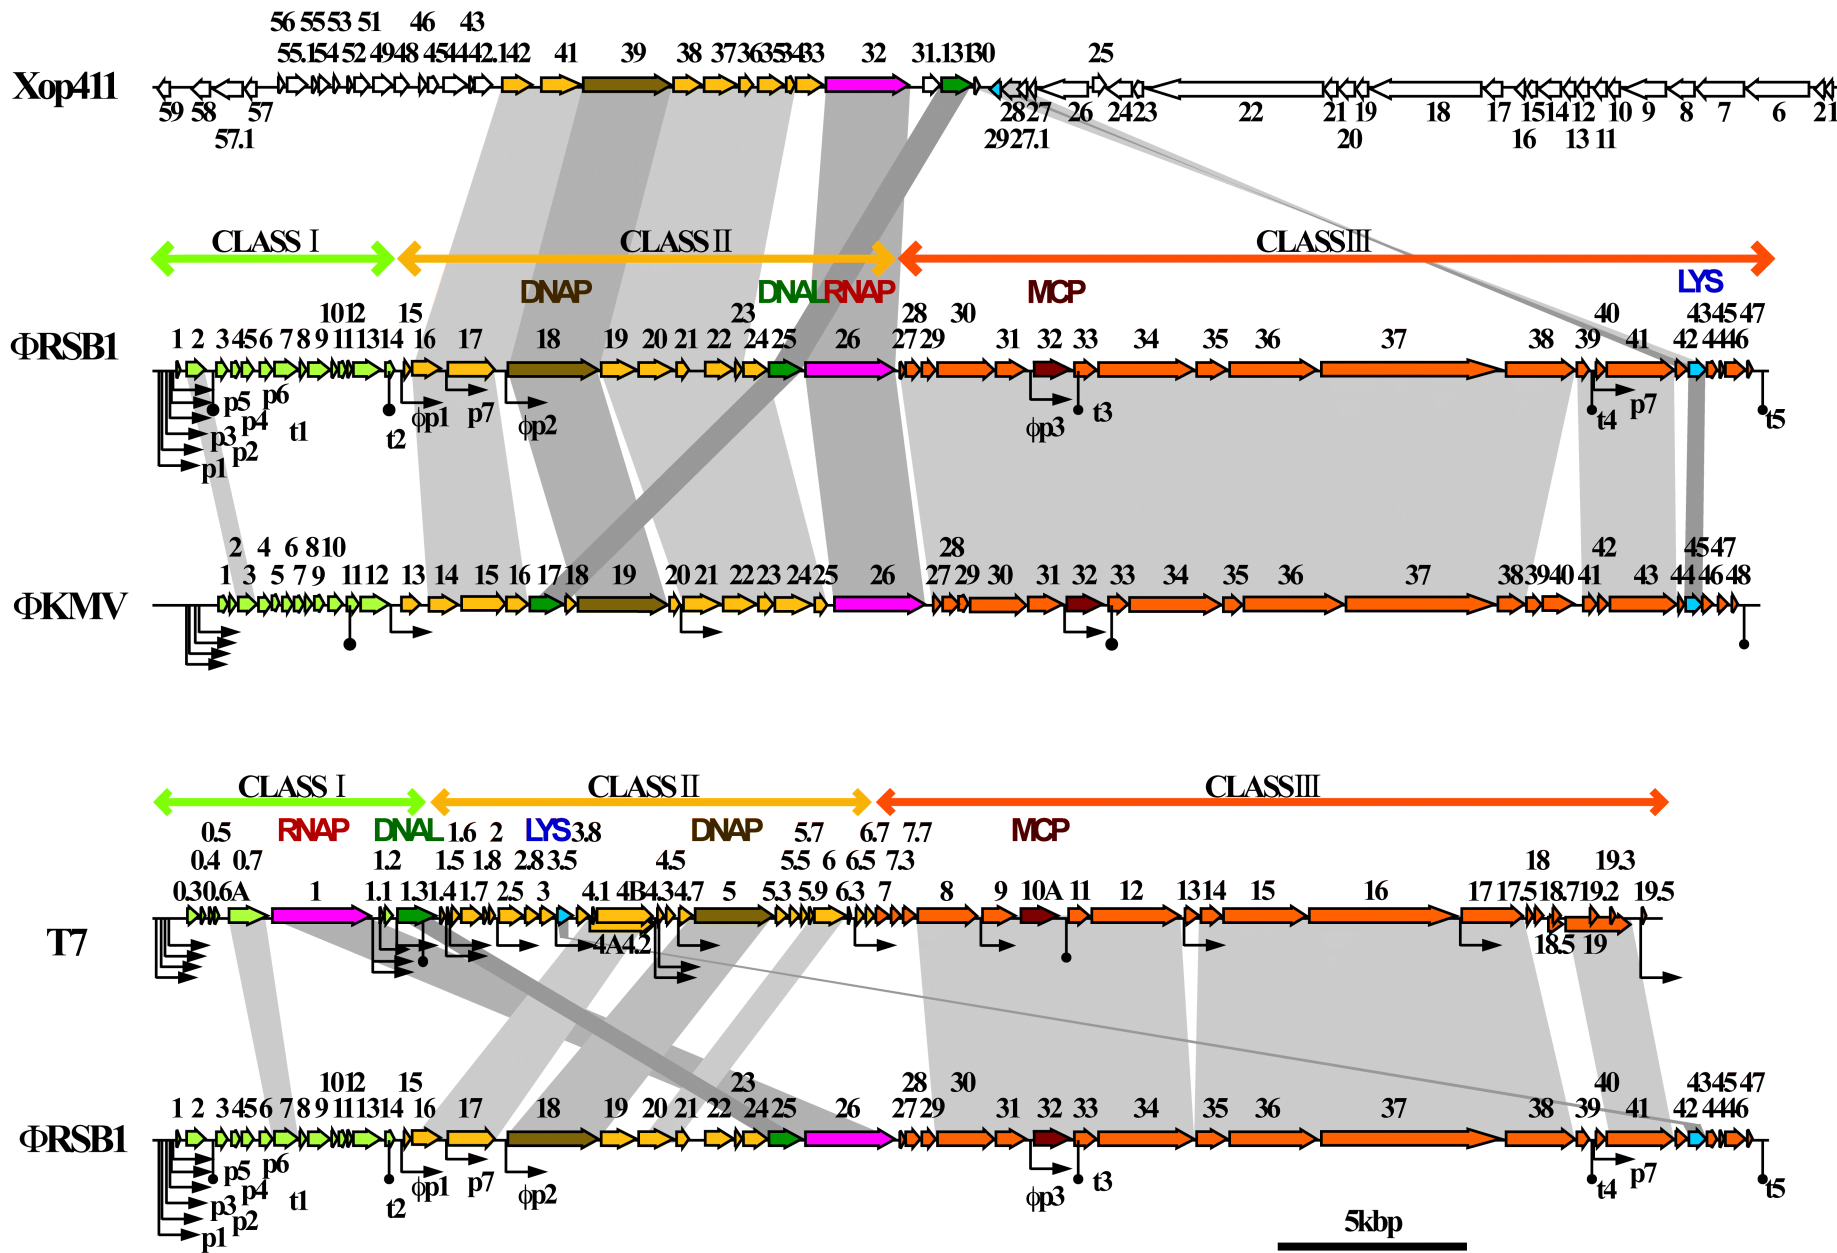 56 55 53 51 46 43 25
55.1 54 52 49 48 45 44 42.1 42 41 39 38 37 36 35 34 33 32 31.1 31 30
Xop411
59 58 57 28 27 26 24 23 22 21 19 18 17 15 14 12 10 9 8 7 6 2 1
57.1 29 27.1 20 16 13 11
CLASS I CLASS II CLASS III
DNAP DNAL RNAP MCP LYS
15 10 12 23 28 30 40 43 45 47
1 2 3 4 5 6 7 8 9 11 13 14 16 17 18 19 20 21 22 24 25 26 27 29 31 32 33 34 35 36 37 38 39 41 42 44 46
ΦRSB1
p5 p6 p4 p3 p2 p1 t1 t2 ϕp1 p7 ϕp2 ϕp3 t3 t4 p7 t5
2 4 6 8 10 28 42 45 47
1 3 5 7 9 11 12 13 14 15 16 17 18 19 20 21 22 23 24 25 26 27 29 30 31 32 33 34 35 36 37 38 39 40 41 43 44 46 48
ΦKMV
CLASS I CLASS II CLASS III
0.5 RNAP DNAL 1.6 2 LYS 3.8 DNAP 5.7 6.7 7.7 MCP
0.4 0.7 1.2 1.5 1.8 2.8 3.5 4.5 5.5 6 6.5 7.3 18 19.3
0.3 0.6A 1 1.1 1.3 1.4 1.7 2.5 3 4.1 4B 4.3 4.7 5 5.3 5.9 6.3 7 8 9 10A 11 12 13 14 15 16 17 17.5 18.7 19.2 19.5
T7
4A 4.2 18.5 19
15 10 12 23 28 30 40 43 45 47
1 2 3 4 5 6 7 8 9 11 13 14 16 17 18 19 20 21 22 24 25 26 27 29 31 32 33 34 35 36 37 38 39 41 42 44 46
ΦRSB1
p5 p6 p4 p3 p2 p1 t1 t2 ϕp1 p7 ϕp2 ϕp3 t3 t4 p7 t5
5kbp